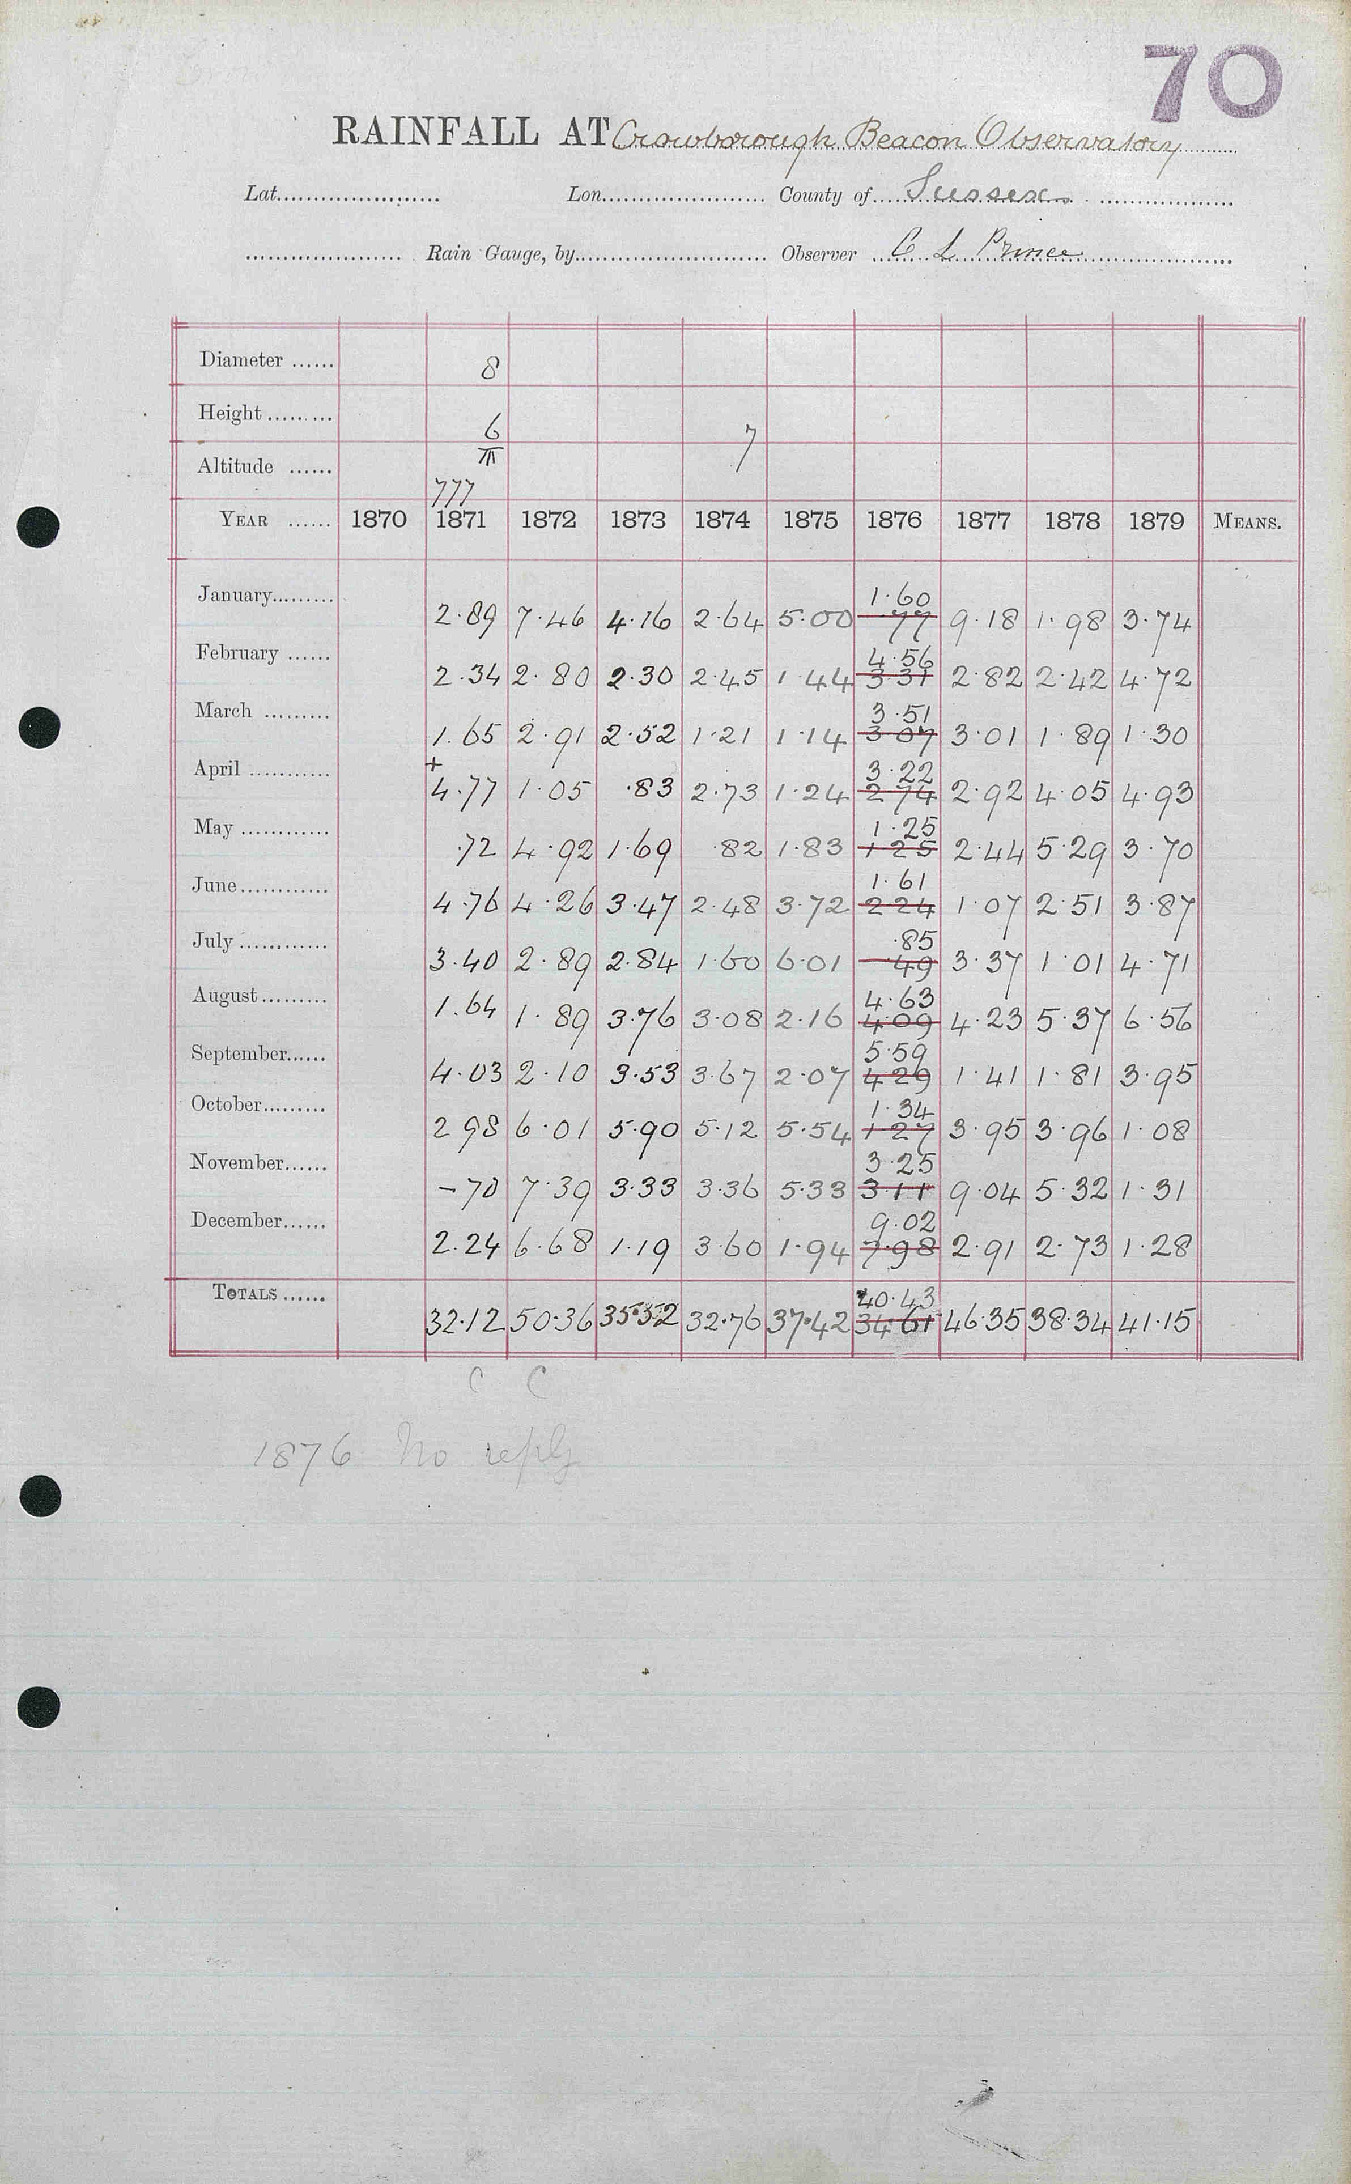 70
RAINFALL AT Crowborough Beacon Observatory
Lat. Lon. County of Sussex
Rain Gauge, by Observer C L Prince
Diameter ...... 8
Height ......... 6 7
Altitude ...... 777
YEAR ...... 1870 1871 1872 1873 1874 1875 1876 1877 1878 1879 MEANS.
1.60
January......... 2.89 7.46 4.16 2.64 5.00 .77 9.18 1.98 3.74
4.56
February ...... 2.34 2.80 2.30 2.45 1.44 3.31 2.82 2.42 4.72
3.51
March ......... 1.65 2.91 2.52 1.21 1.14 3.07 3.01 1.89 1.30
+ 3.22
April ............ 4.77 1.05 .83 2.73 1.24 2.74 2.92 4.05 4.93
1.25
May ............ .72 4.92 1.69 .82 1.83 1.25 2.44 5.29 3.70
1.61
June ............ 4.76 4.26 3.47 2.48 3.72 2.24 1.07 2.51 3.87
.85
July ............ 3.40 2.89 2.84 1.60 6.01 .49 3.37 1.01 4.71
4.63
August ......... 1.64 1.89 3.76 3.08 2.16 4.09 4.23 5.37 6.56
5.59
September...... 4.03 2.10 3.53 3.67 2.07 4.29 1.41 1.81 3.95
1.34
October......... 2 98 6.01 5.90 5.12 5.54 1.27 3.95 3.96 1.08
3.25
November...... -70 7.39 3.33 3.36 5.33 3.11 9.04 5.32 1.31
9.02
December...... 2.24 6.68 1.19 3.60 1.94 7.98 2.91 2.73 1.28
40.43
TOTALS ...... 32.12 50.36 35.52 32.76 37.42 34.61 46.35 38.34 41.15
C C
1876 No reply